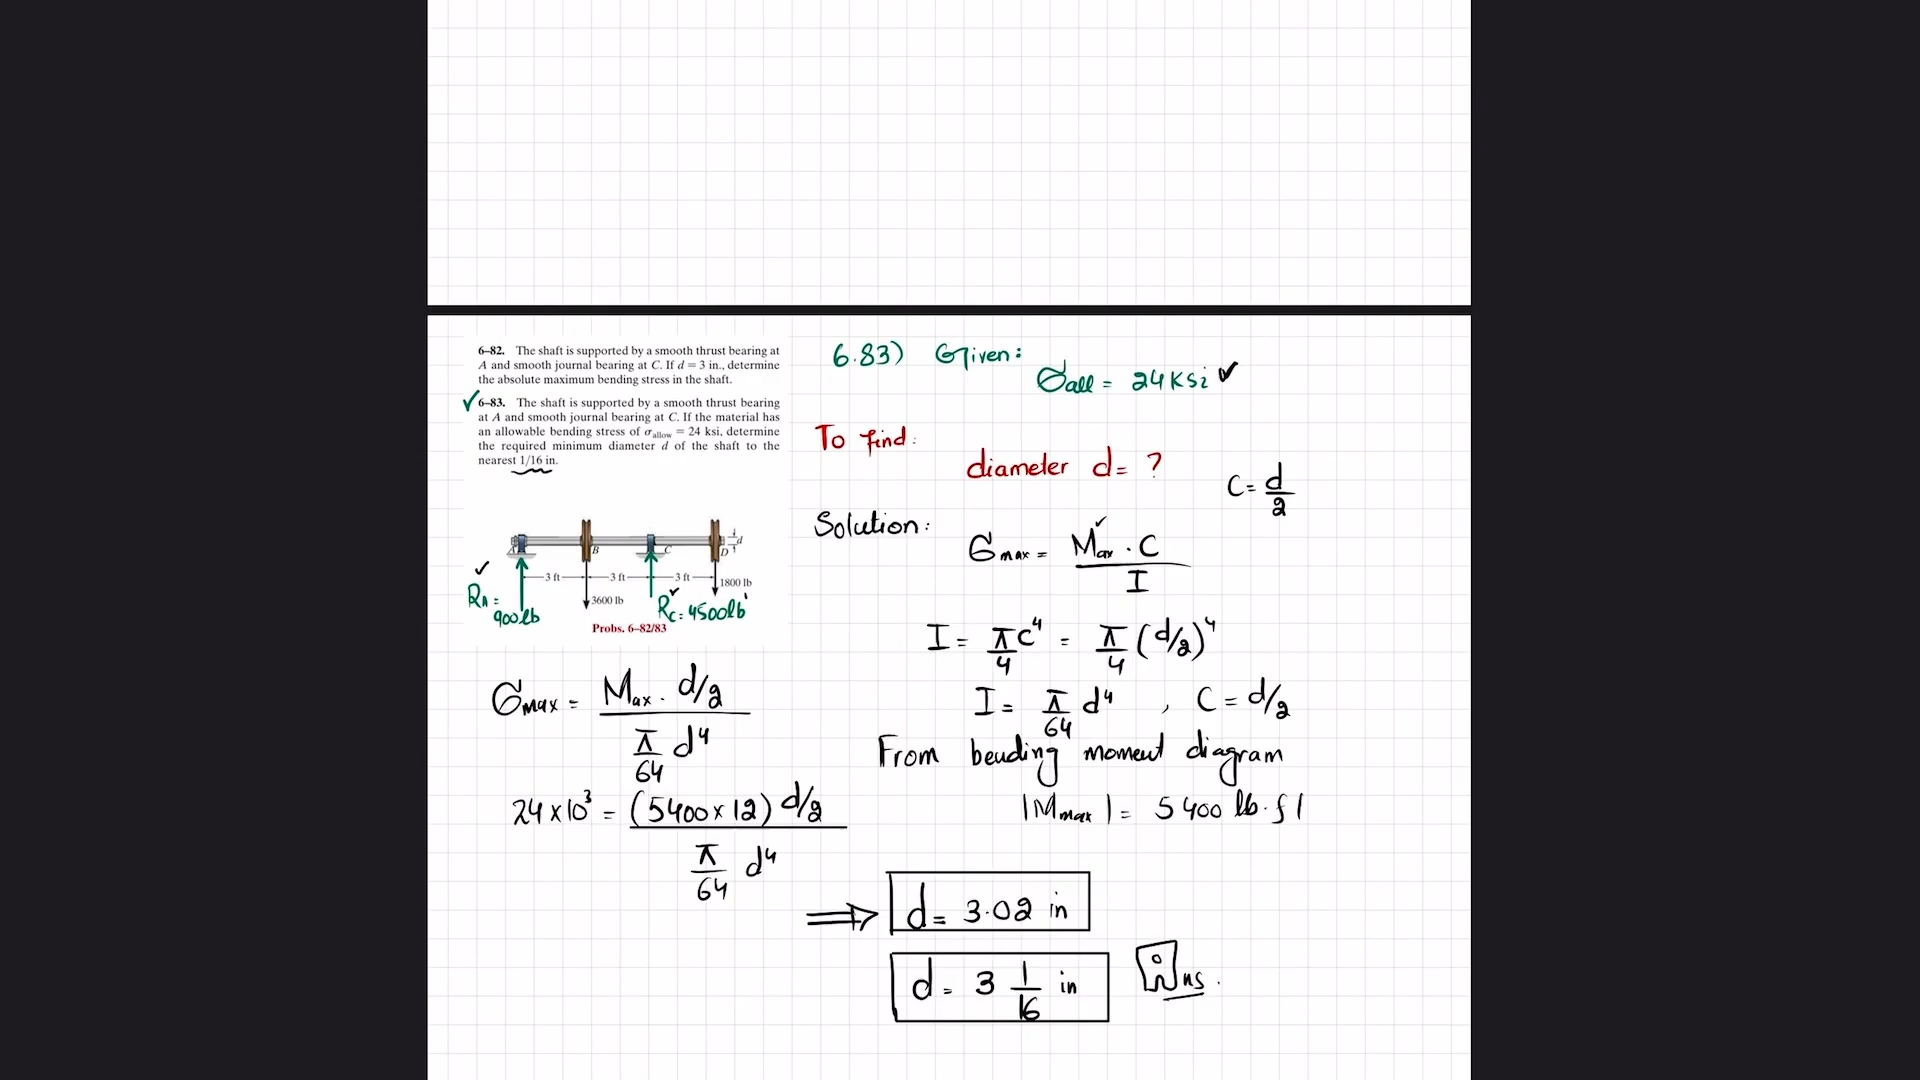 6–82. The shaft is supported by a smooth thrust bearing at
A and smooth journal bearing at C. If d = 3 in., determine
the absolute maximum bending stress in the shaft.
✓6–83. The shaft is supported by a smooth thrust bearing
at A and smooth journal bearing at C. If the material has
an allowable bending stress of σallow = 24 ksi, determine
the required minimum diameter d of the shaft to the
nearest 1/16 in.
A B C D d
3 ft 3 ft 3 ft
1800 lb
3600 lb
RA = 900lb
RC = 4500lb
Probs. 6–82/83
σmax = Max. d/2 / π/64 d⁴
24×10³ = (5400×12) d/2 / π/64 d⁴
6.83) Given:
σall = 24 Ksi ✓
To find:
diameter d = ?
C = d/2
Solution:
σmax = Max . C / I
I = π/4 C⁴ = π/4 (d/2)⁴
I = π/64 d⁴ , C = d/2
From bending moment diagram
|Mmax| = 5400 lb.ft
⟹ d = 3.02 in
d = 3 1/16 in Ans.